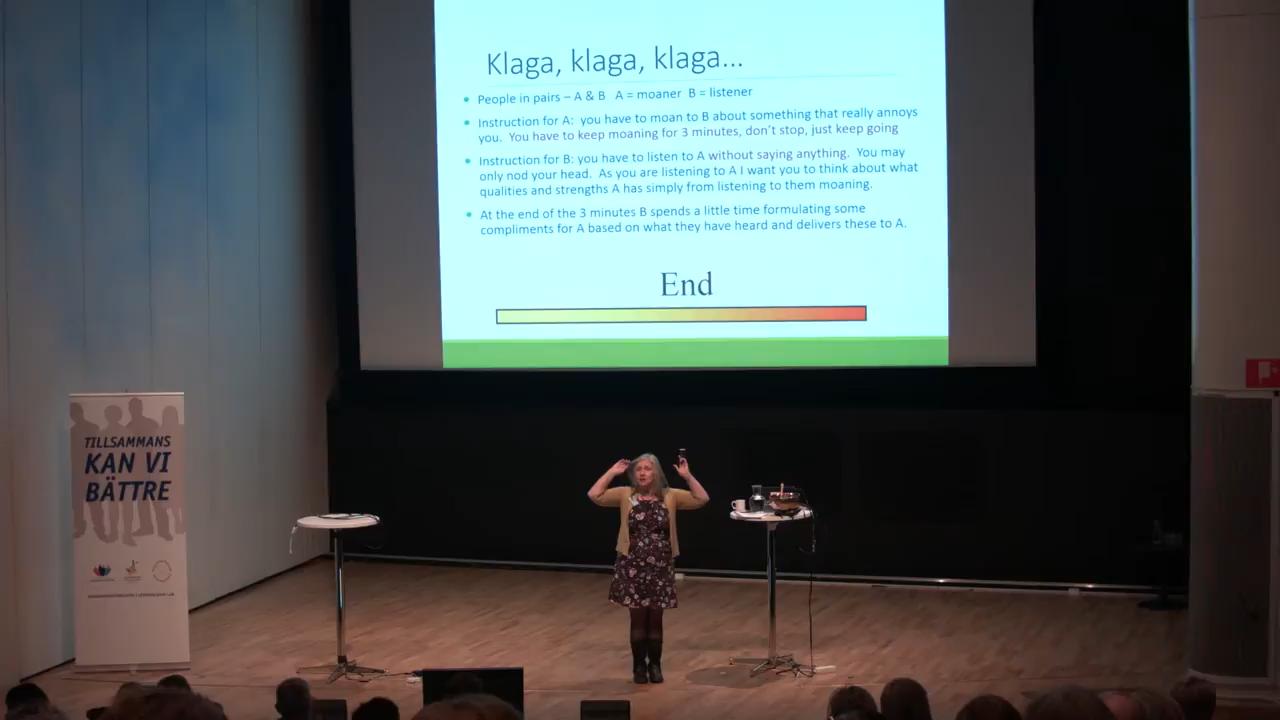 Klaga, klaga, klaga...
People in pairs – A & B A = moaner B = listener
Instruction for A: you have to moan to B about something that really annoys
you. You have to keep moaning for 3 minutes, don't stop, just keep going
Instruction for B: you have to listen to A without saying anything. You may
only nod your head. As you are listening to A I want you to think about what
qualities and strengths A has simply from listening to them moaning.
At the end of the 3 minutes B spends a little time formulating some
compliments for A based on what they have heard and delivers these to A.
End
TILLSAMMANS
KAN VI
BÄTTRE